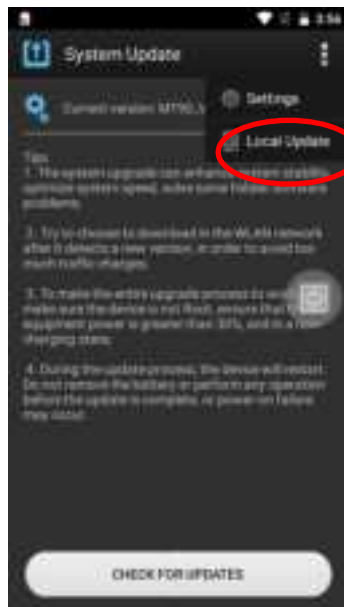 3:56
System Update
Settings
Local Update
Current version: MT90_V
Tips
1. The system upgrade can enhance system stability,
optimize system speed, solve some hidden software
problems.
2. Try to choose to download in the WLAN network
after it detects a new version, in order to avoid too
much traffic charges.
3. To make the entire upgrade process to
make sure the device is not Root, ensure that
equipment power is greater than 30%, and in a non-
charging state.
4. During the update process, the device will restart.
Do not remove the battery or perform any operation
before the update is complete, or power-on failure
may occur.
CHECK FOR UPDATES